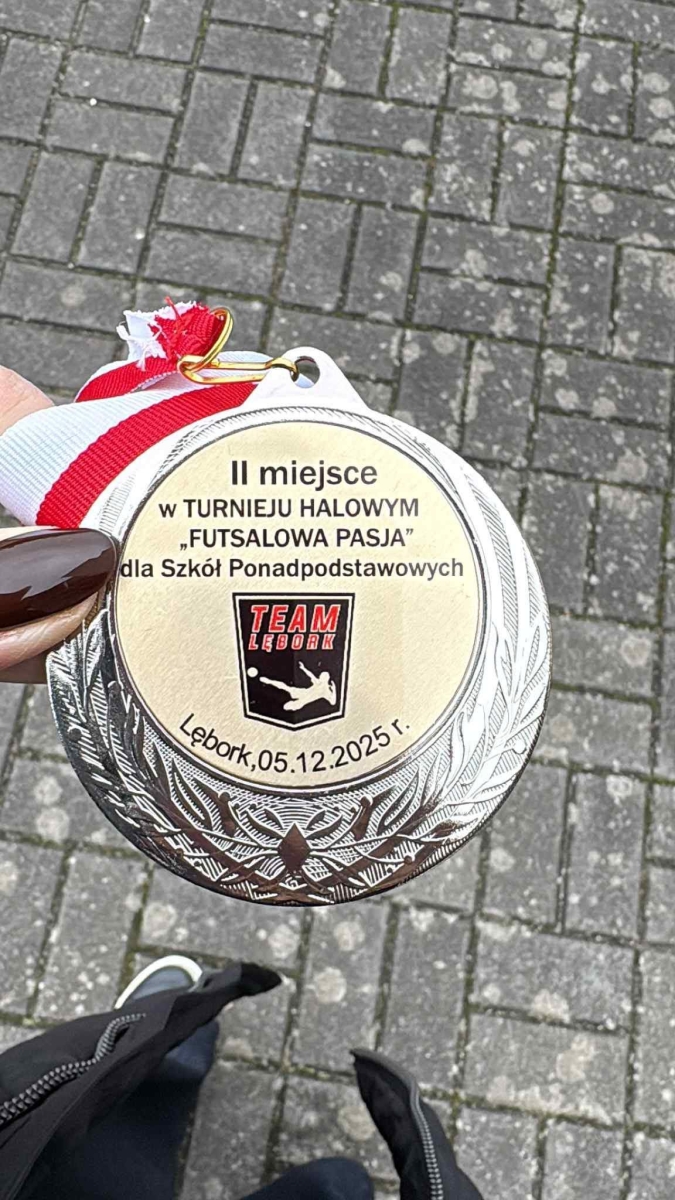 II miejsce
w TURNIEJU HALOWYM
„FUTSALOWA PASJA”
dla Szkół Ponadpodstawowych
TEAM
LĘBORK
Lębork,05.12.2025 r.